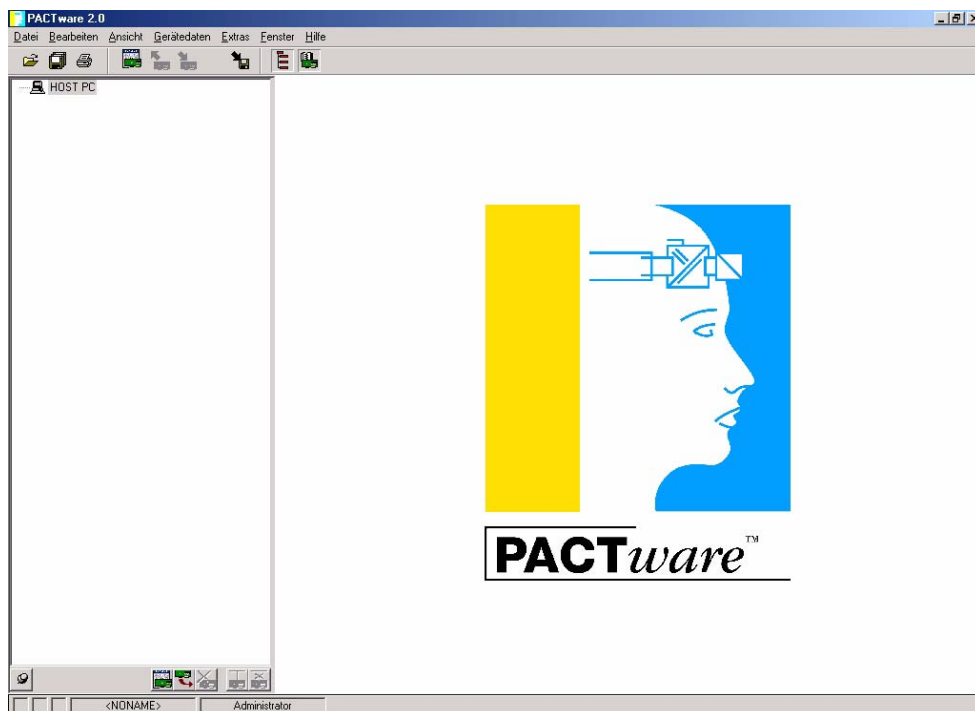 PACTware 2.0
Datei Bearbeiten Ansicht Gerätedaten Extras Fenster Hilfe
HOST PC
PACTware™
<NONAME> Administrator